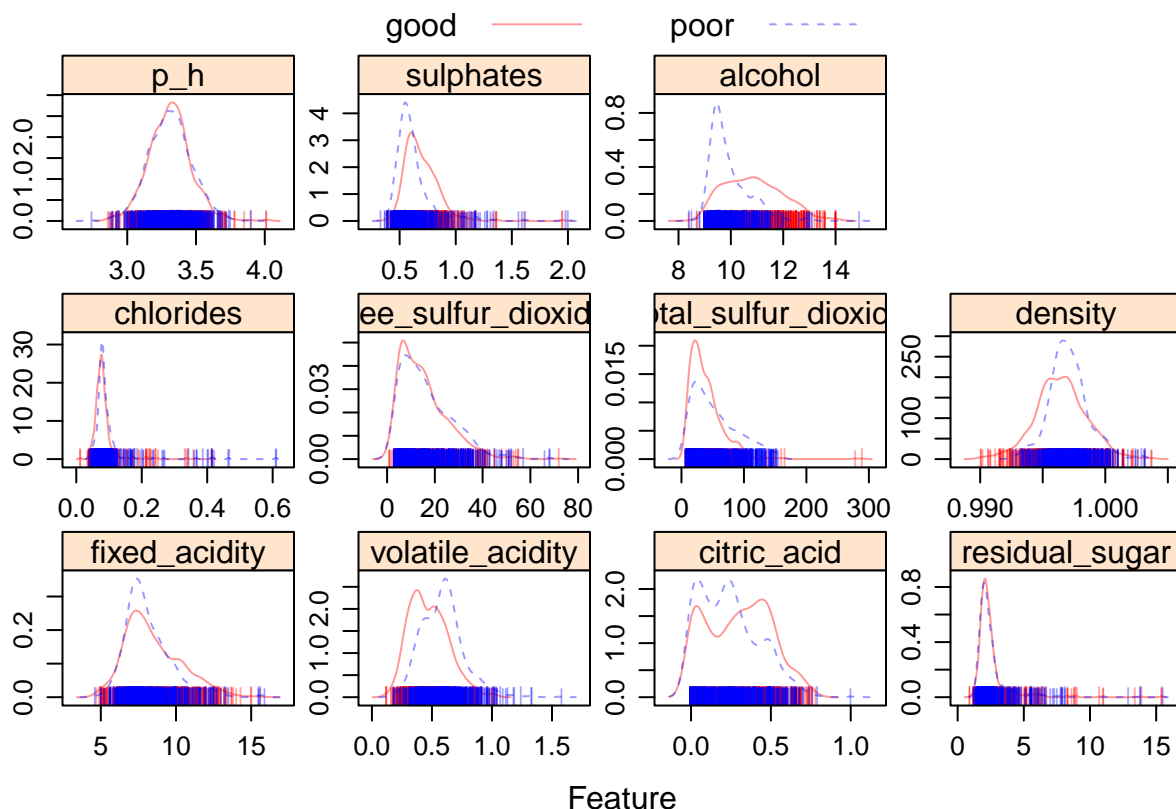 good poor
p_h sulphates alcohol
0.0 1.0 2.0
0 1 2 3 4
0.0 0.4 0.8
3.0 3.5 4.0
0.5 1.0 1.5 2.0
8 10 12 14
chlorides ee_sulfur_dioxid otal_sulfur_dioxid density
0 10 20 30
0.00 0.03
0.000 0.015
0 100 250
0.0 0.2 0.4 0.6
0 20 40 60 80
0 100 200 300
0.990 1.000
fixed_acidity volatile_acidity citric_acid residual_sugar
0.0 0.2
0.0 1.0 2.0
0.0 1.0 2.0
0.0 0.4 0.8
5 10 15
0.0 0.5 1.0 1.5
0.0 0.5 1.0
0 5 10 15
Feature